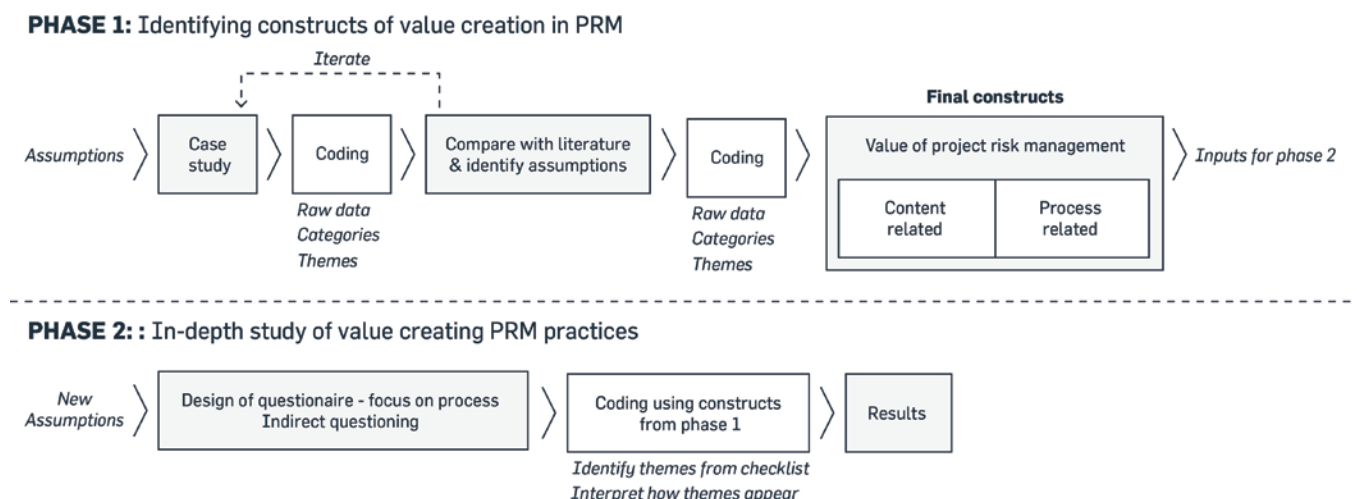 PHASE 1: Identifying constructs of value creation in PRM
Iterate
Assumptions
Case
study
Coding
Raw data
Categories
Themes
Compare with literature
& identify assumptions
Coding
Raw data
Categories
Themes
Final constructs
Value of project risk management
Content
related
Process
related
Inputs for phase 2
PHASE 2: : In-depth study of value creating PRM practices
New
Assumptions
Design of questionaire - focus on process
Indirect questioning
Coding using constructs
from phase 1
Identify themes from checklist
Interpret how themes appear
Results